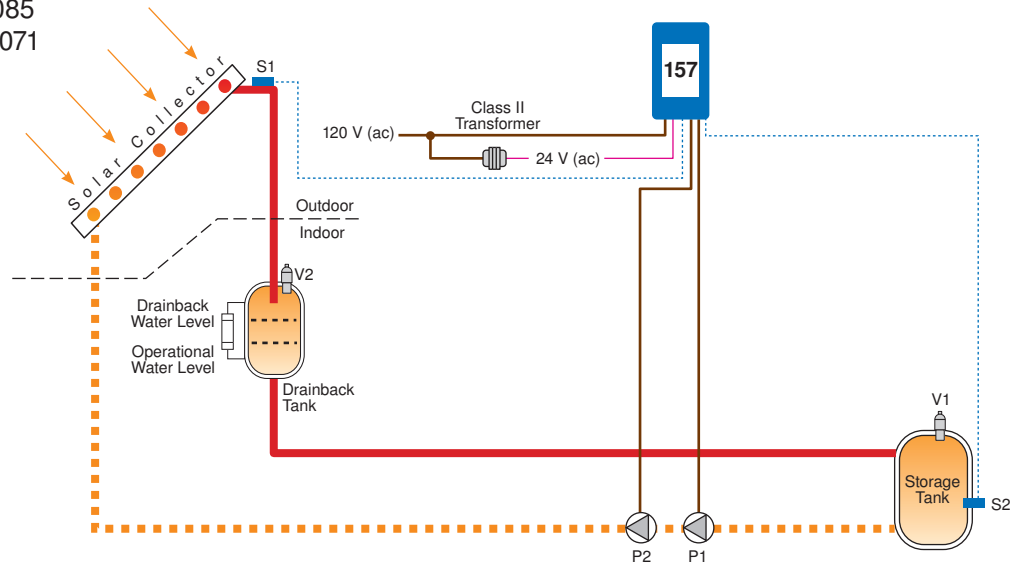 085
071
S1
Solar Collector
157
Class II
Transformer
120 V (ac)
24 V (ac)
Outdoor
Indoor
V2
Drainback
Water Level
Operational
Water Level
Drainback
Tank
V1
Storage
Tank
S2
P2
P1